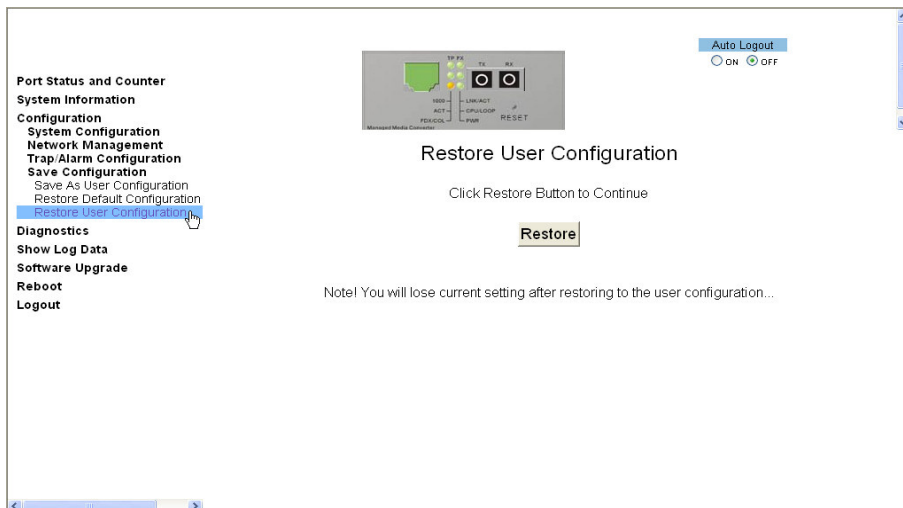 Auto Logout
ON OFF
TP FX
TX RX
1000 LNK/ACT
ACT CPU/LOOP
FDX/COL PWR
RESET
Managed Media Converter
Port Status and Counter
System Information
Configuration
System Configuration
Network Management
Trap/Alarm Configuration
Save Configuration
Save As User Configuration
Restore Default Configuration
Restore User Configuration
Diagnostics
Show Log Data
Software Upgrade
Reboot
Logout
Restore User Configuration
Click Restore Button to Continue
Restore
Note! You will lose current setting after restoring to the user configuration...